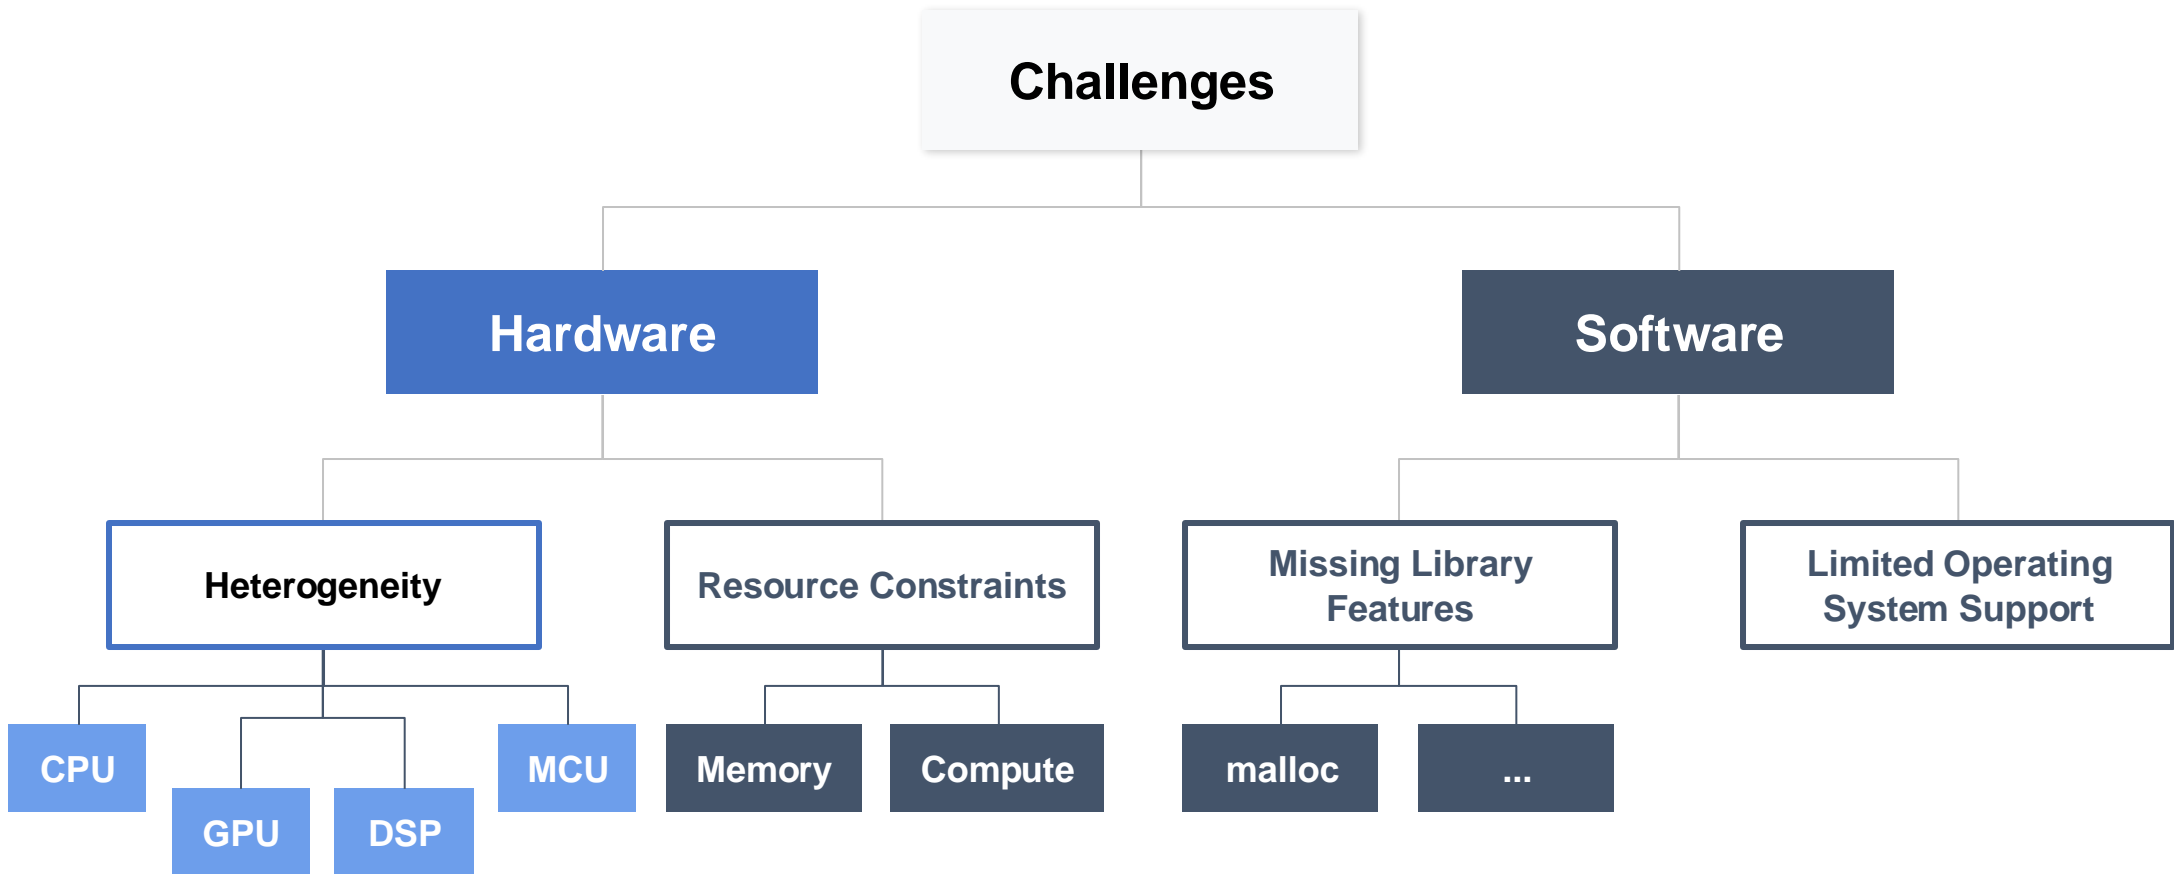 Challenges
Hardware
Software
Heterogeneity
Resource Constraints
Missing Library
Features
Limited Operating
System Support
CPU
GPU
DSP
MCU
Memory
Compute
malloc
...